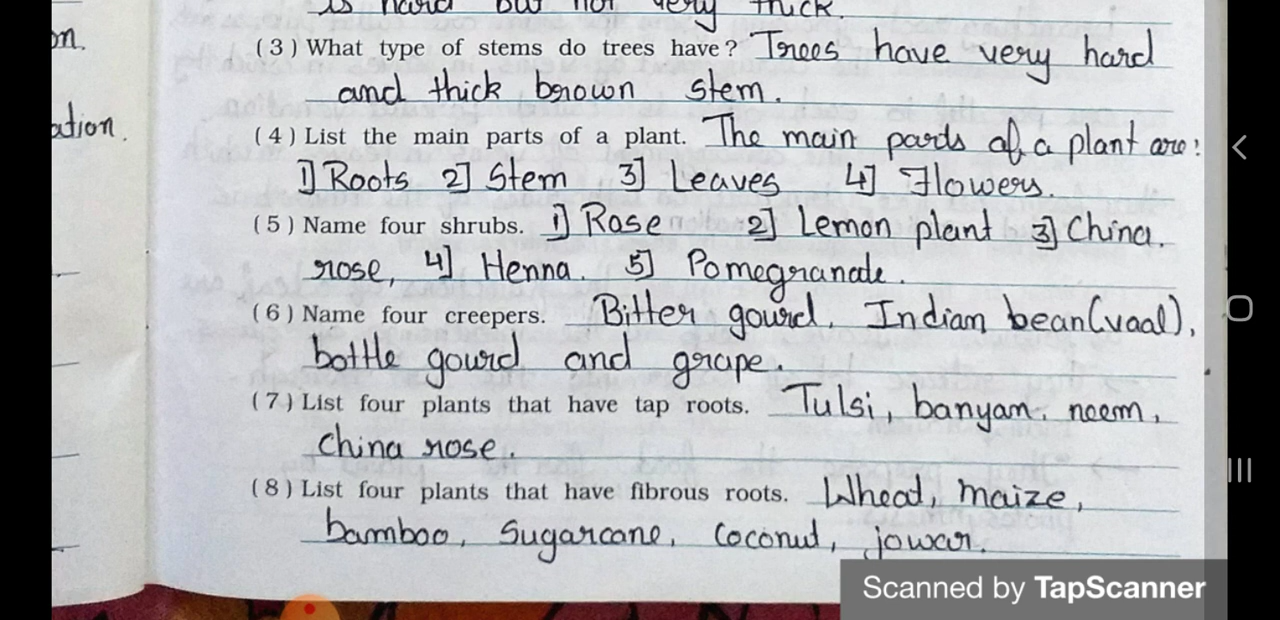 is hard but not very thick.
on. (3) What type of stems do trees have? Trees have very hard
and thick brown stem.
ation. (4) List the main parts of a plant. The main parts of a plant are:
1] Roots 2] Stem 3] Leaves 4] Flowers.
(5) Name four shrubs. 1] Rose 2] Lemon plant 3] China.
rose, 4] Henna. 5] Pomegranate.
(6) Name four creepers. Bitter gourd, Indian bean(vaal),
bottle gourd and grape.
(7) List four plants that have tap roots. Tulsi, banyan, neem,
china rose.
(8) List four plants that have fibrous roots. Wheat, maize,
bamboo, Sugarcane, Coconut, jowar.
Scanned by TapScanner